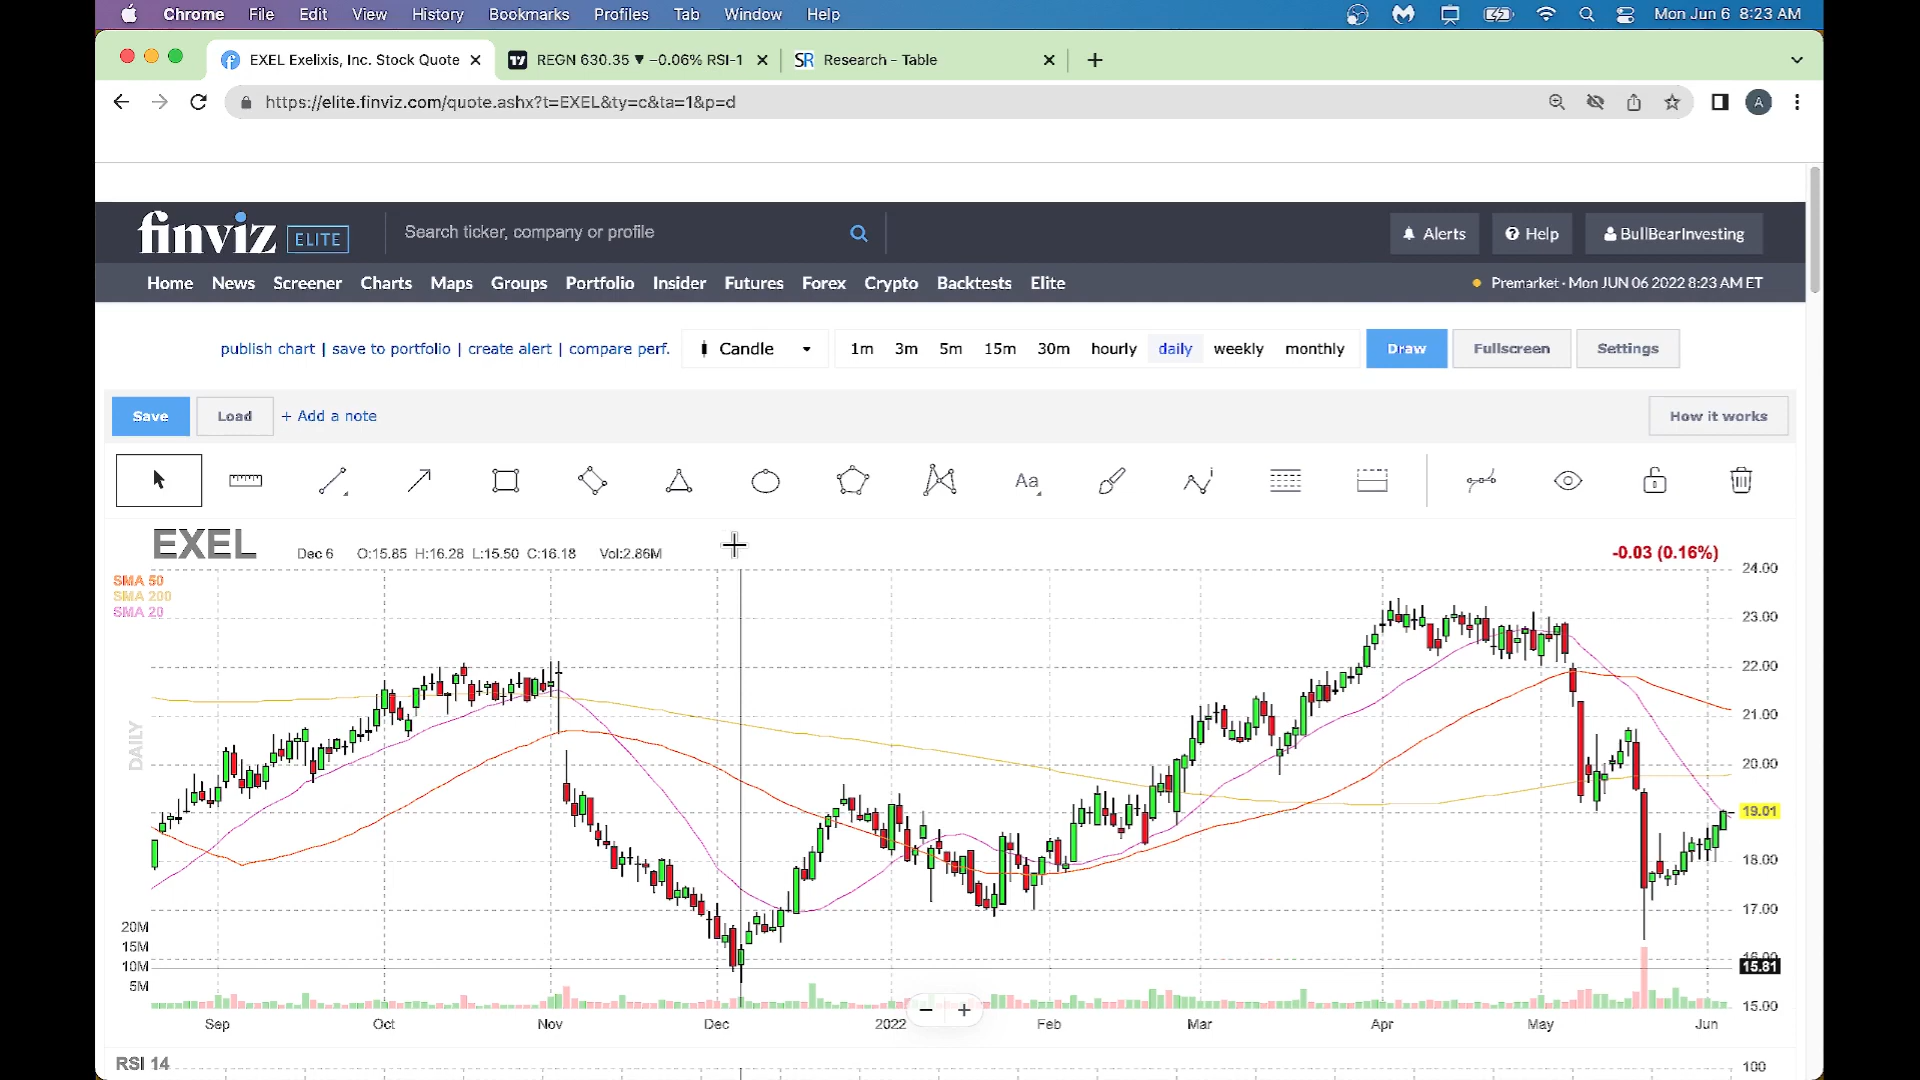 Chrome File Edit View History Bookmarks Profiles Tab Window Help Mon Jun 6 8:23 AM
EXEL Exelixis, Inc. Stock Quote REGN 630.35 ▼ −0.06% RSI-1 SR Research - Table
https://elite.finviz.com/quote.ashx?t=EXEL&ty=c&ta=1&p=d A
finviz ELITE Search ticker, company or profile Alerts Help BullBearInvesting
Home News Screener Charts Maps Groups Portfolio Insider Futures Forex Crypto Backtests Elite Premarket · Mon JUN 06 2022 8:23 AM ET
publish chart | save to portfolio | create alert | compare perf. Candle 1m 3m 5m 15m 30m hourly daily weekly monthly Draw Fullscreen Settings
Save Load + Add a note How it works
Aa
EXEL Dec 6 O:15.85 H:16.28 L:15.50 C:16.18 Vol:2.86M -0.03 (0.16%)
SMA 50
SMA 200
SMA 20
DAILY
24.00
23.00
22.00
21.00
20.00
19.01
18.00
17.00
16.00
15.81
15.00
20M
15M
10M
5M
Sep Oct Nov Dec 2022 Feb Mar Apr May Jun
RSI 14 100